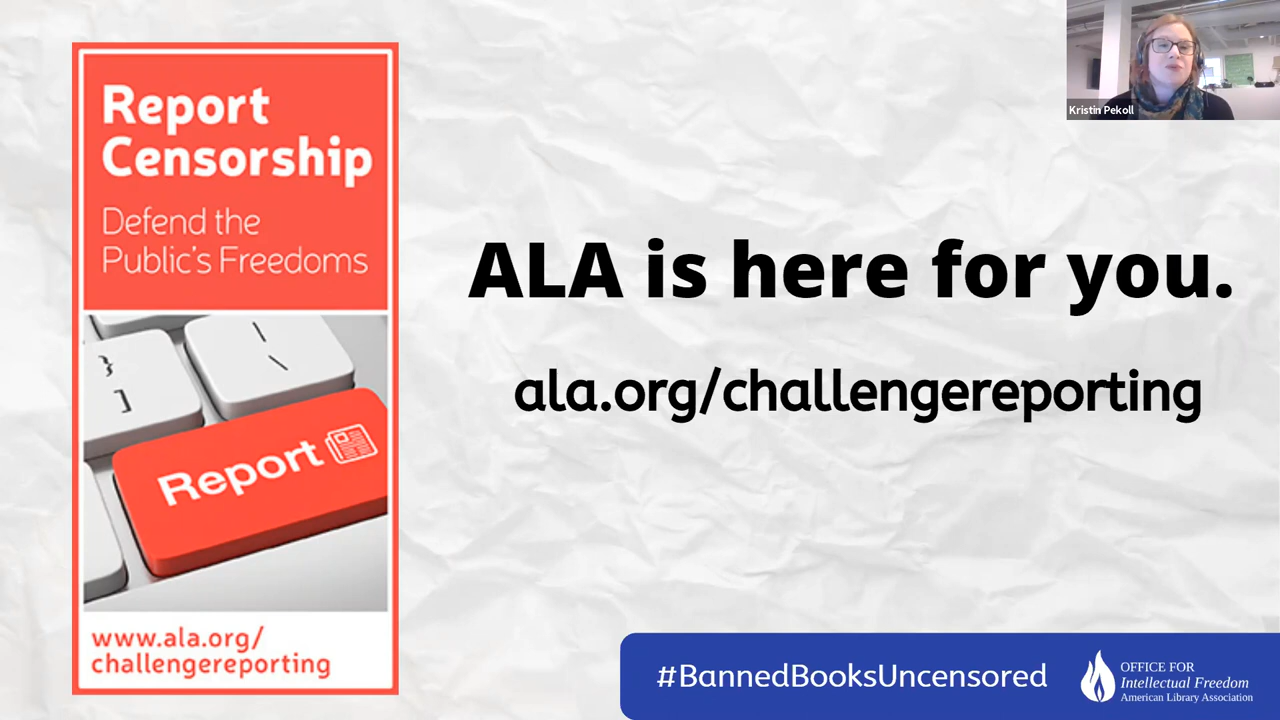 Report
Censorship
Defend the
Public's Freedoms
}
]
|
\
Report
www.ala.org/
challengereporting
ALA is here for you.
ala.org/challengereporting
Kristin Pekoll
#BannedBooksUncensored
OFFICE FOR
Intellectual Freedom
American Library Association